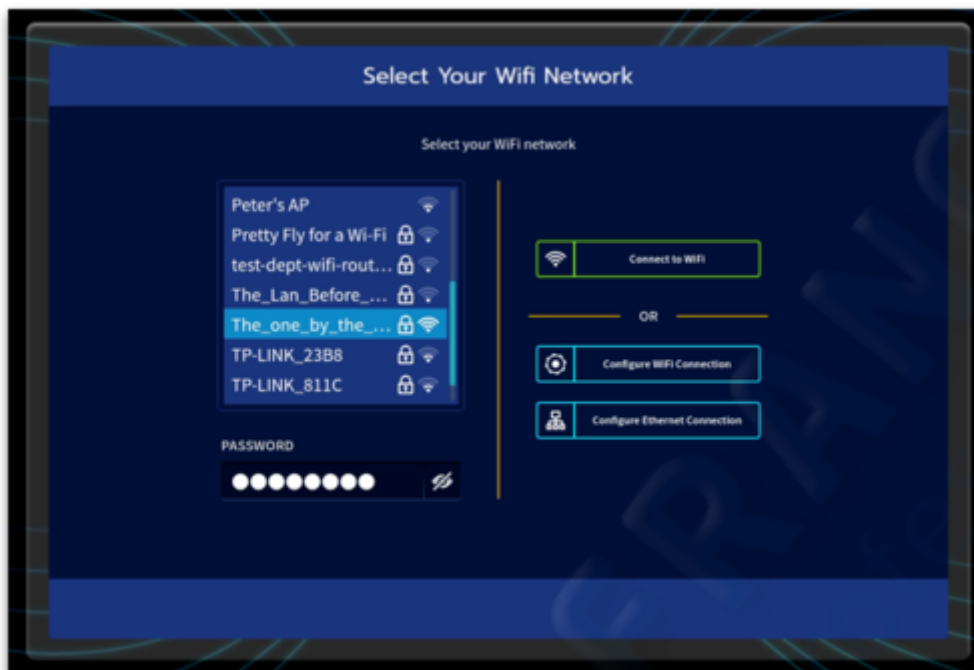 Select Your Wifi Network
Select your WiFi network
Peter's AP
Pretty Fly for a Wi-Fi
test-dept-wifi-rout...
The_Lan_Before_...
The_one_by_the_...
TP-LINK_23B8
TP-LINK_811C
PASSWORD
Connect to WiFi
OR
Configure WiFi Connection
Configure Ethernet Connection